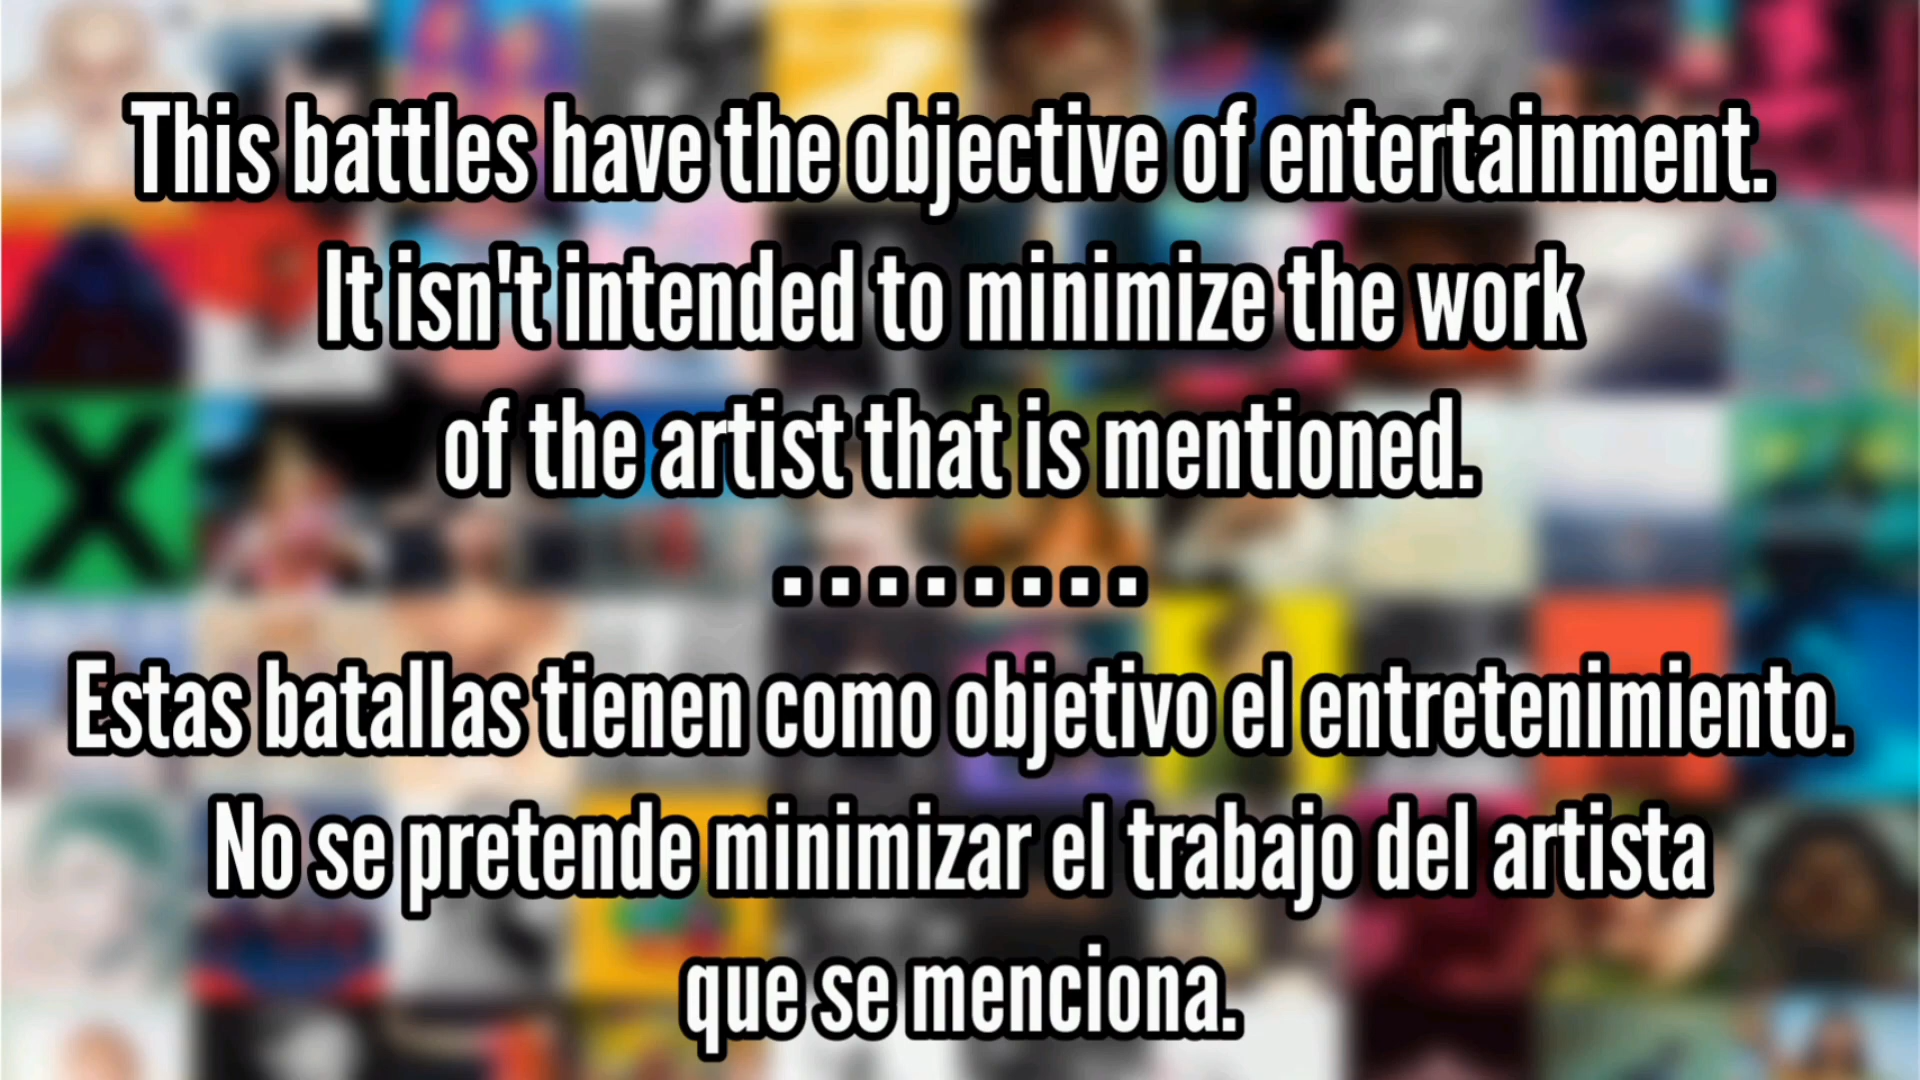 This battles have the objective of entertainment.
It isn't intended to minimize the work
of the artist that is mentioned.
........
Estas batallas tienen como objetivo el entretenimiento.
No se pretende minimizar el trabajo del artista
que se menciona.